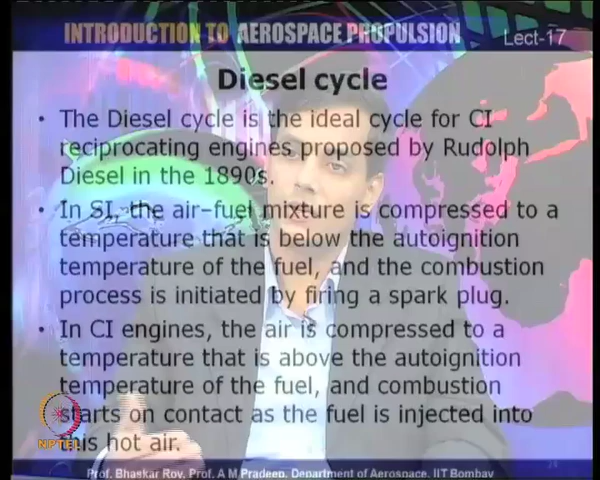 INTRODUCTION TO AEROSPACE PROPULSION
Lect-17
Diesel cycle
• The Diesel cycle is the ideal cycle for CI
reciprocating engines proposed by Rudolph
Diesel in the 1890s.
• In SI, the air-fuel mixture is compressed to a
temperature that is below the autoignition
temperature of the fuel, and the combustion
process is initiated by firing a spark plug.
• In CI engines, the air is compressed to a
temperature that is above the autoignition
temperature of the fuel, and combustion
starts on contact as the fuel is injected into
this hot air.
NPTEL
Prof. Bhaskar Roy, Prof. A M Pradeep, Department of Aerospace, IIT Bombay